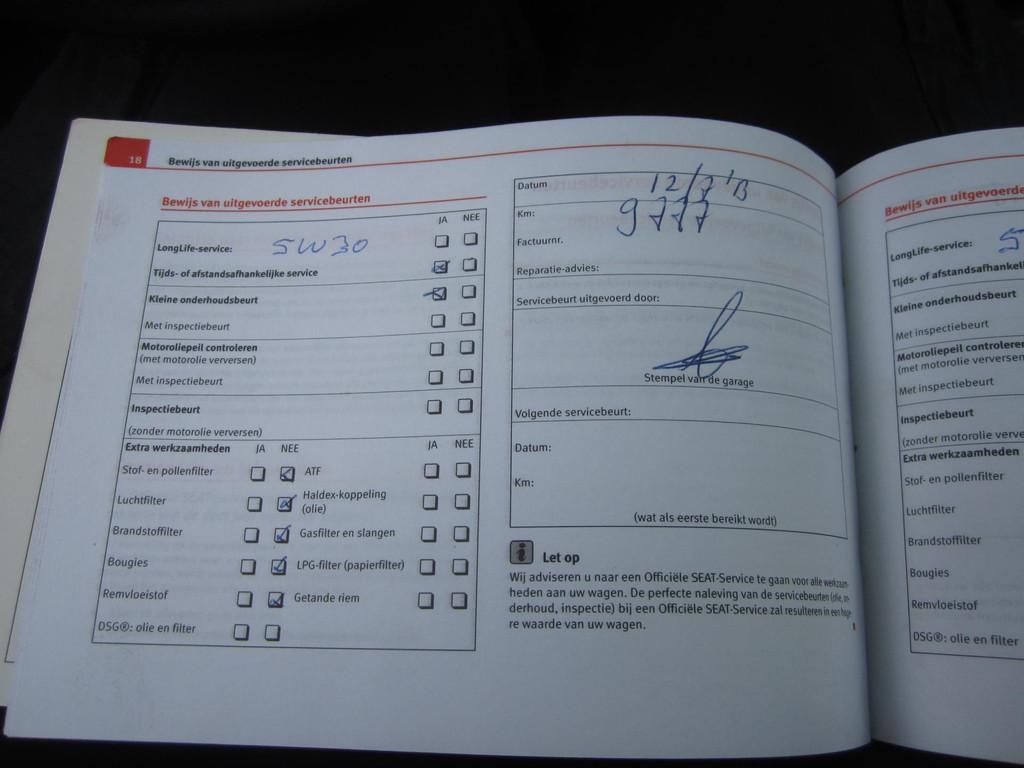 18 Bewijs van uitgevoerde servicebeurten
Bewijs van uitgevoerde servicebeurten
JA NEE
LongLife-service: 5W30
Tijds- of afstandsafhankelijke service
Kleine onderhoudsbeurt
Met inspectiebeurt
Motoroliepeil controleren
(met motorolie verversen)
Met inspectiebeurt
Inspectiebeurt
(zonder motorolie verversen)
Extra werkzaamheden JA NEE JA NEE
Stof- en pollenfilter ATF
Luchtfilter Haldex-koppeling
(olie)
Brandstoffilter Gasfilter en slangen
Bougies LPG-filter (papierfilter)
Remvloeistof Getande riem
DSG®: olie en filter
Datum 12/7'13
Km: 9777
Factuurnr.
Reparatie-advies:
Servicebeurt uitgevoerd door:
Stempel van de garage
Volgende servicebeurt:
Datum:
Km:
(wat als eerste bereikt wordt)
i Let op
Wij adviseren u naar een Officiële SEAT-Service te gaan voor alle werkzaam-
heden aan uw wagen. De perfecte naleving van de servicebeurten (olie, on-
derhoud, inspectie) bij een Officiële SEAT-Service zal resulteren in een hoge-
re waarde van uw wagen.
Bewijs van uitgevoerde
LongLife-service: 5
Tijds- of afstandsafhankeli
Kleine onderhoudsbeurt
Met inspectiebeurt
Motoroliepeil controleren
(met motorolie verversen
Met inspectiebeurt
Inspectiebeurt
(zonder motorolie verve
Extra werkzaamheden
Stof- en pollenfilter
Luchtfilter
Brandstoffilter
Bougies
Remvloeistof
DSG®: olie en filter